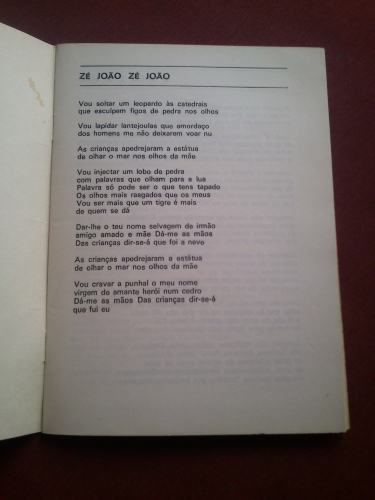 ZÉ JOÃO ZÉ JOÃO
Vou soltar um leopardo às catedrais
que esculpem figos de pedra nos olhos
Vou lapidar lantejoulas que amordaço
dos homens me não deixarem voar nu
As crianças apedrejaram a estátua
de olhar o mar nos olhos da mãe
Vou injectar um lobo de pedra
com palavras que olham para a lua
Palavra só pode ser o que tens tapado
Os olhos mais rasgados que os meus
Vou ser mais que um tigre é mais
de quem se dá
Dar-lhe o teu nome selvagem de irmão
amigo amado e mãe Dá-me as mãos
Das crianças dir-se-á que foi a neve
As crianças apedrejaram a estátua
de olhar o mar nos olhos da mãe
Vou cravar a punhal o meu nome
virgem de amante herói num cedro
Dá-me as mãos Das crianças dir-se-á
que fui eu